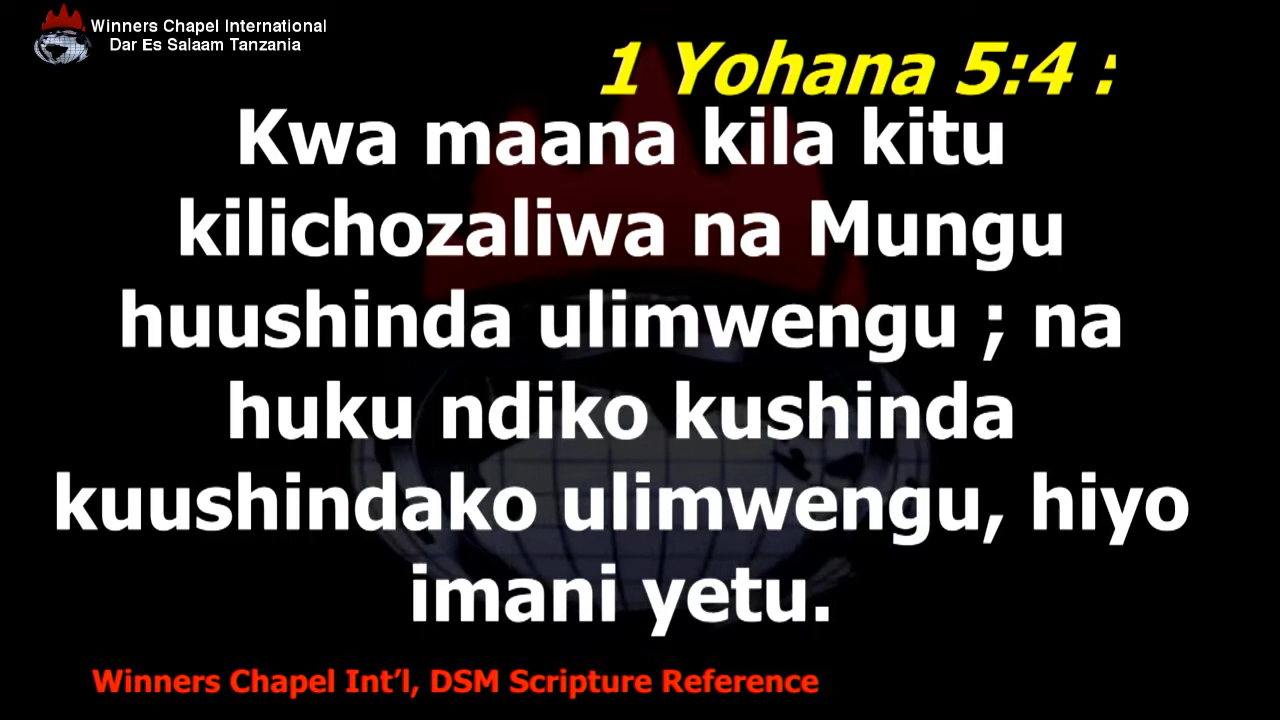 Winners Chapel International
Dar Es Salaam Tanzania
1 Yohana 5:4 :
Kwa maana kila kitu
kilichozaliwa na Mungu
huushinda ulimwengu ; na
huku ndiko kushinda
kuushindako ulimwengu, hiyo
imani yetu.
Winners Chapel Int’l, DSM Scripture Reference